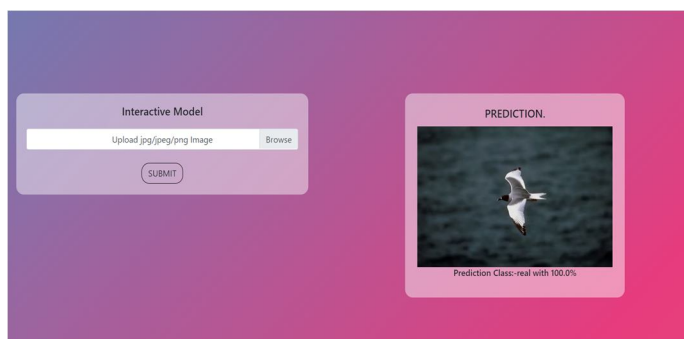 Interactive Model
Upload jpg/jpeg/png Image
Browse
SUBMIT
PREDICTION.
Prediction Class:-real with 100.0%